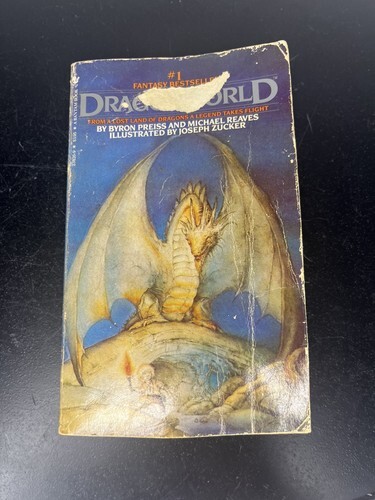 #1
FANTASY BESTSELLER
DRAG WORLD
FROM A LOST LAND OF DRAGONS A LEGEND TAKES FLIGHT
BY BYRON PREISS AND MICHAEL REAVES
ILLUSTRATED BY JOSEPH ZUCKER